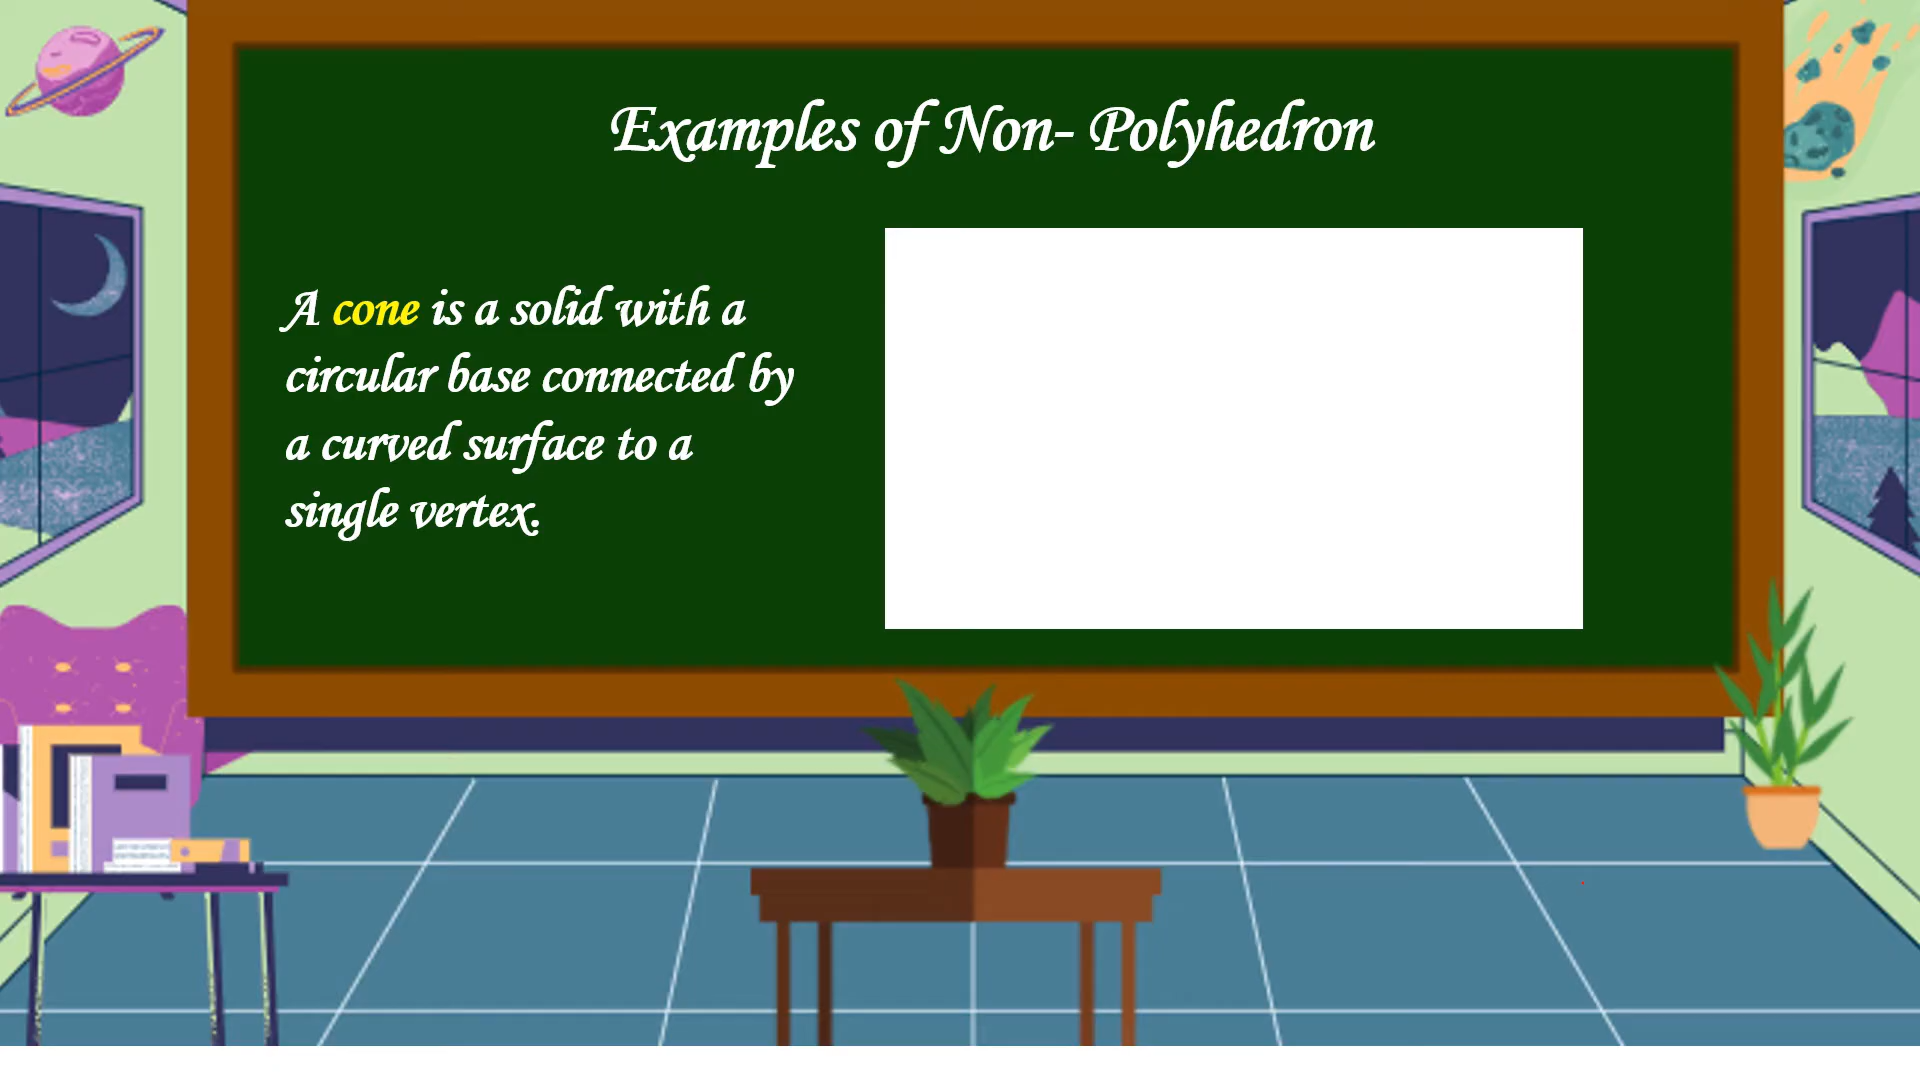 Examples of Non- Polyhedron
A cone is a solid with a
circular base connected by
a curved surface to a
single vertex.